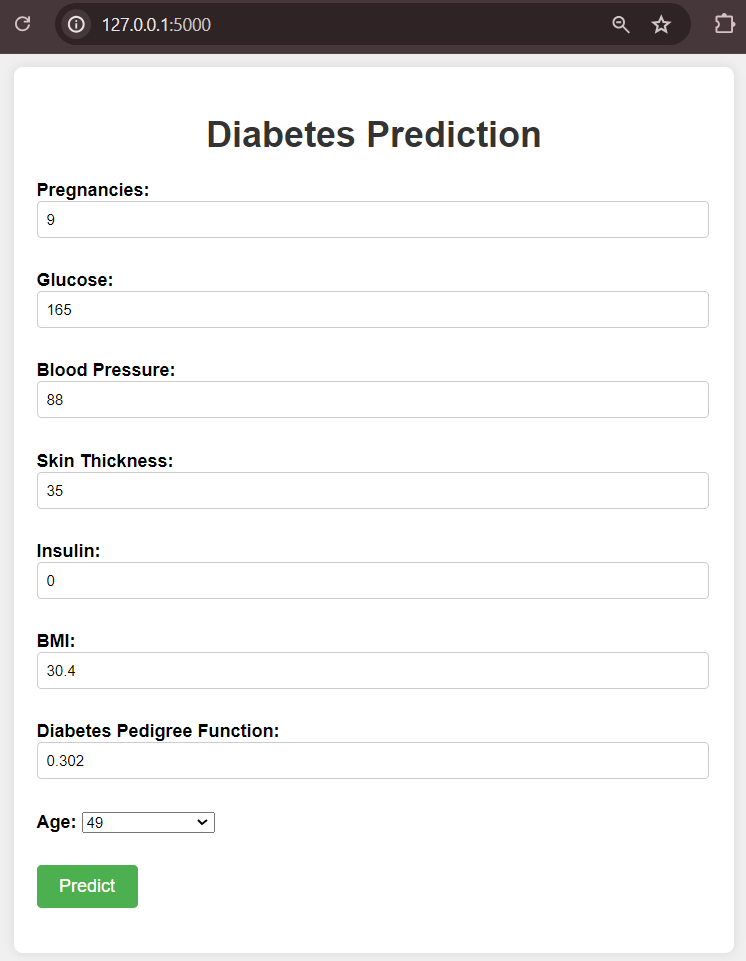 127.0.0.1:5000
Diabetes Prediction
Pregnancies:
9
Glucose:
165
Blood Pressure:
88
Skin Thickness:
35
Insulin:
0
BMI:
30.4
Diabetes Pedigree Function:
0.302
Age: 49
Predict